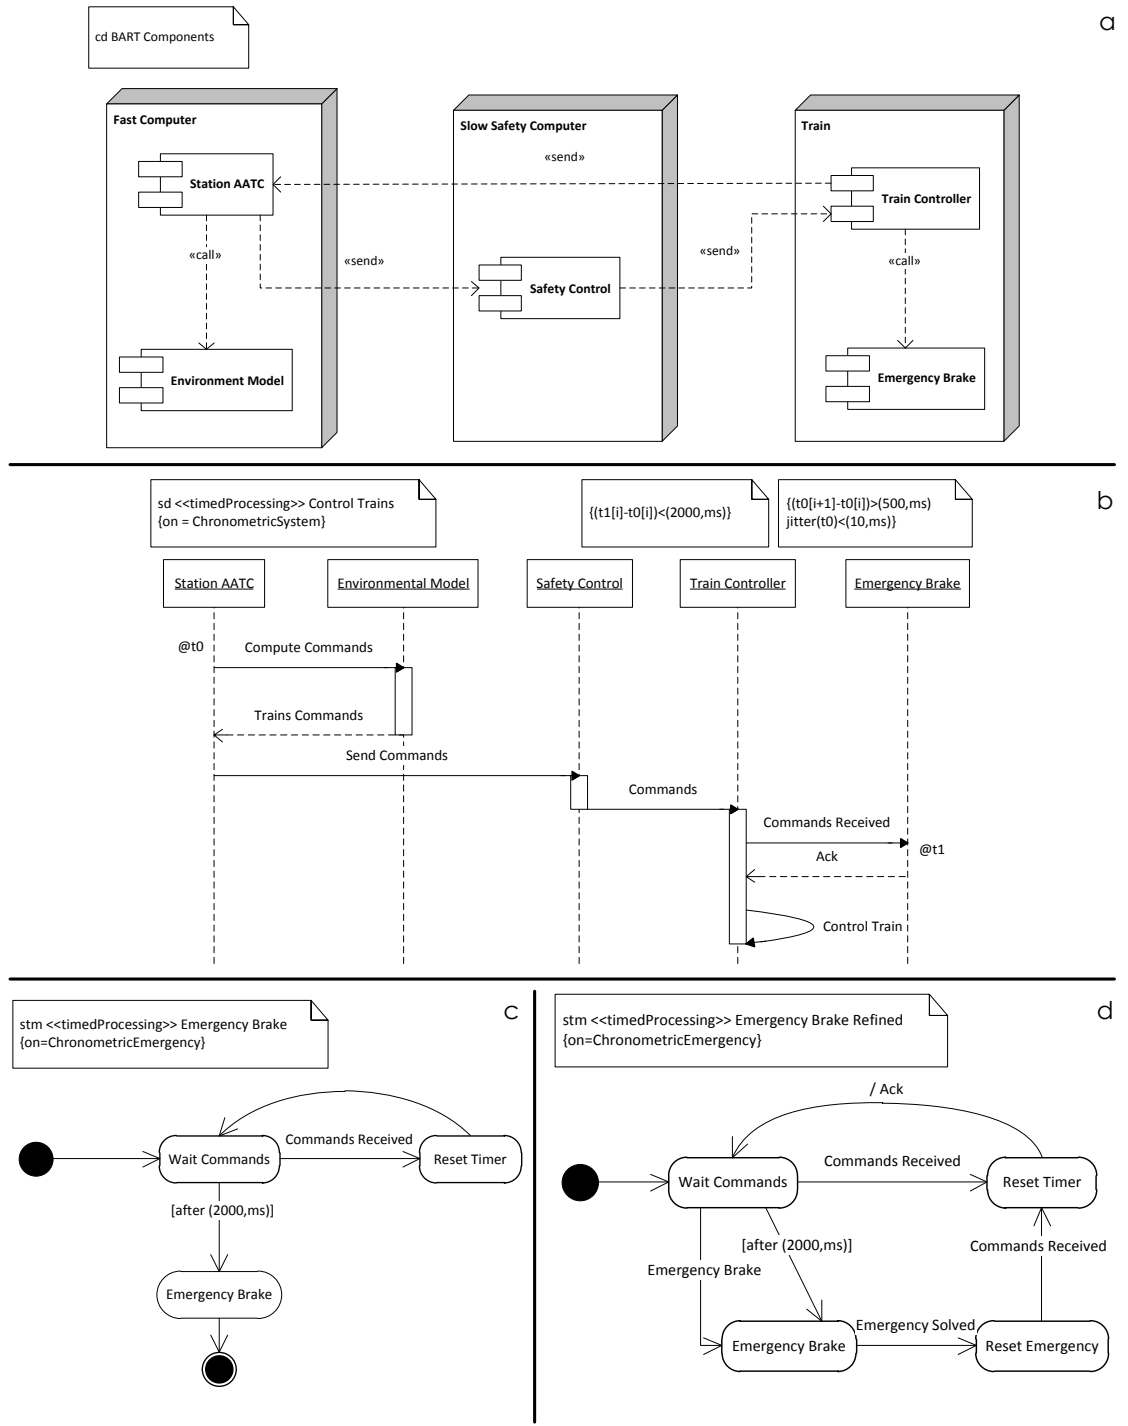 a
cd BART Components
Fast Computer
Slow Safety Computer
Train
«send»
Station AATC
Train Controller
«call»
«send»
«send»
«call»
Safety Control
Environment Model
Emergency Brake
b
sd <<timedProcessing>> Control Trains
{on = ChronometricSystem}
{(t1[i]-t0[i])<(2000,ms)}
{(t0[i+1]-t0[i])>(500,ms)
jitter(t0)<(10,ms)}
Station AATC
Environmental Model
Safety Control
Train Controller
Emergency Brake
@t0
Compute Commands
Trains Commands
Send Commands
Commands
Commands Received
@t1
Ack
Control Train
c
stm <<timedProcessing>> Emergency Brake
{on=ChronometricEmergency}
Commands Received
Wait Commands
Reset Timer
[after (2000,ms)]
Emergency Brake
d
stm <<timedProcessing>> Emergency Brake Refined
{on=ChronometricEmergency}
/ Ack
Commands Received
Wait Commands
Reset Timer
[after (2000,ms)]
Commands Received
Emergency Brake
Emergency Solved
Emergency Brake
Reset Emergency